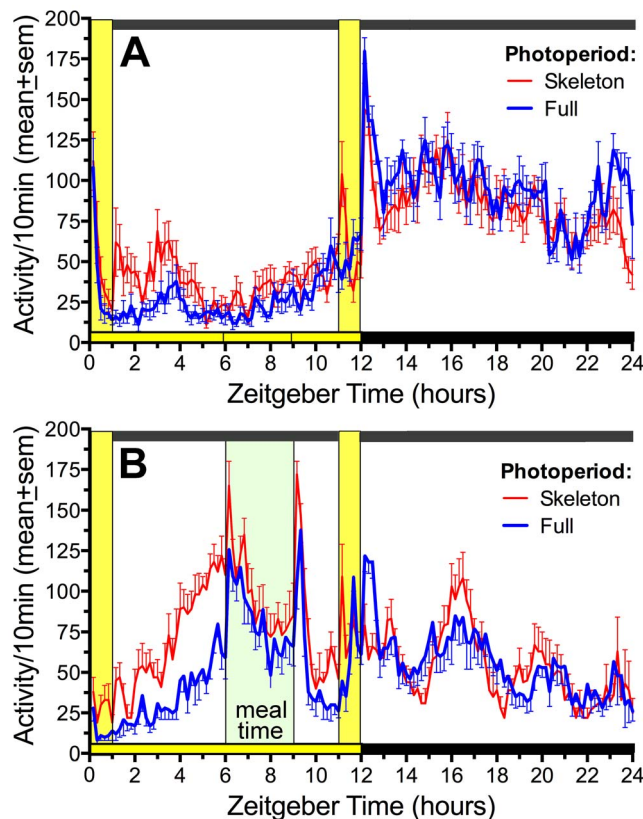 A
Photoperiod:
Skeleton
Full
Activity/10min (mean±sem)
200
175
150
125
100
75
50
25
0
0 2 4 6 8 10 12 14 16 18 20 22 24
Zeitgeber Time (hours)
B
Photoperiod:
Skeleton
Full
Activity/10min (mean±sem)
200
175
150
125
100
75
50
25
0
meal
time
0 2 4 6 8 10 12 14 16 18 20 22 24
Zeitgeber Time (hours)